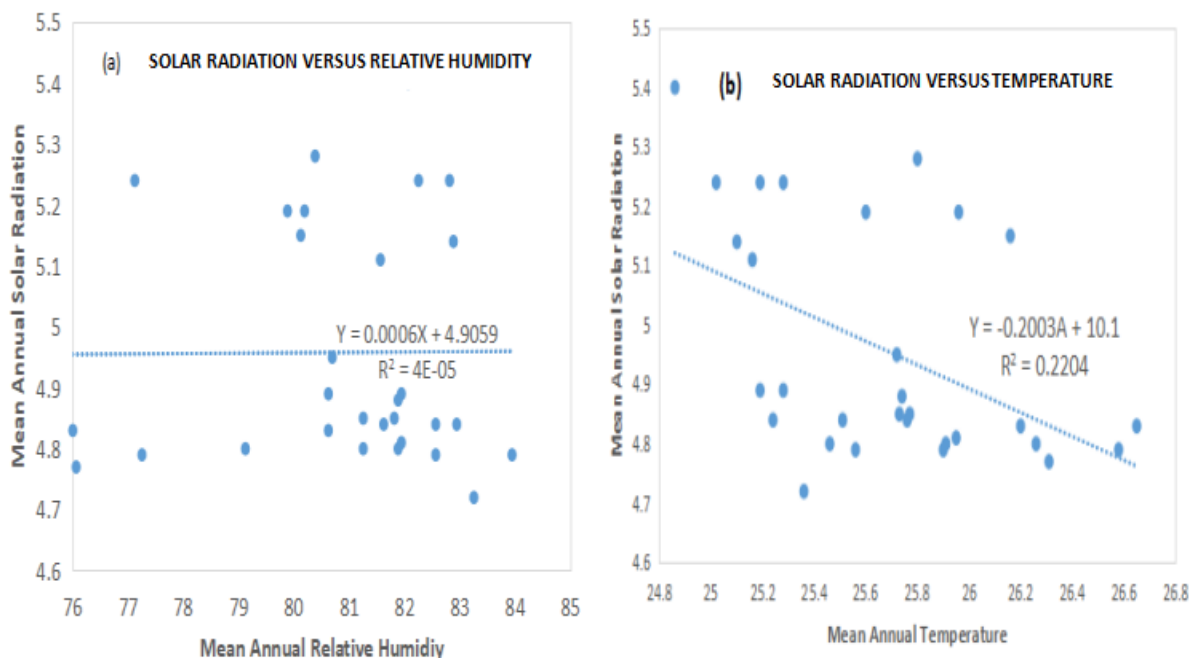 (a) SOLAR RADIATION VERSUS RELATIVE HUMIDITY
Mean Annual Solar Radiation
5.5
5.4
5.3
5.2
5.1
5
4.9
4.8
4.7
4.6
Y = 0.0006X + 4.9059
R² = 4E-05
76 77 78 79 80 81 82 83 84 85
Mean Annual Relative Humidiy
(b) SOLAR RADIATION VERSUS TEMPERATURE
Mean Annual Solar Radiation
5.5
5.4
5.3
5.2
5.1
5
4.9
4.8
4.7
4.6
Y = -0.2003A + 10.1
R² = 0.2204
24.8 25 25.2 25.4 25.6 25.8 26 26.2 26.4 26.6 26.8
Mean Annual Temperature